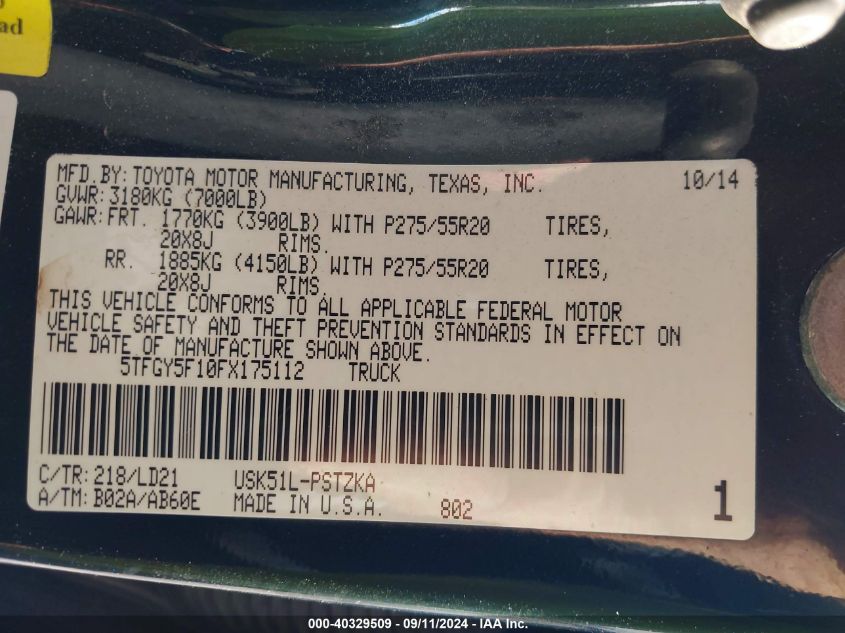 ad
MFD.BY: TOYOTA MOTOR MANUFACTURING, TEXAS, INC. 10/14
GVWR: 3180KG (7000LB)
GAWR: FRT. 1770KG (3900LB) WITH P275/55R20 TIRES,
20X8J RIMS.
RR. 1885KG (4150LB) WITH P275/55R20 TIRES,
20X8J RIMS.
THIS VEHICLE CONFORMS TO ALL APPLICABLE FEDERAL MOTOR
VEHICLE SAFETY AND THEFT PREVENTION STANDARDS IN EFFECT ON
THE DATE OF MANUFACTURE SHOWN ABOVE.
5TFGY5F10FX175112 TRUCK
C/TR: 218/LD21 USK51L-PSTZKA
A/TM: B02A/AB60E MADE IN U.S.A. 802 1
000-40329509 - 09/11/2024 - IAA Inc.